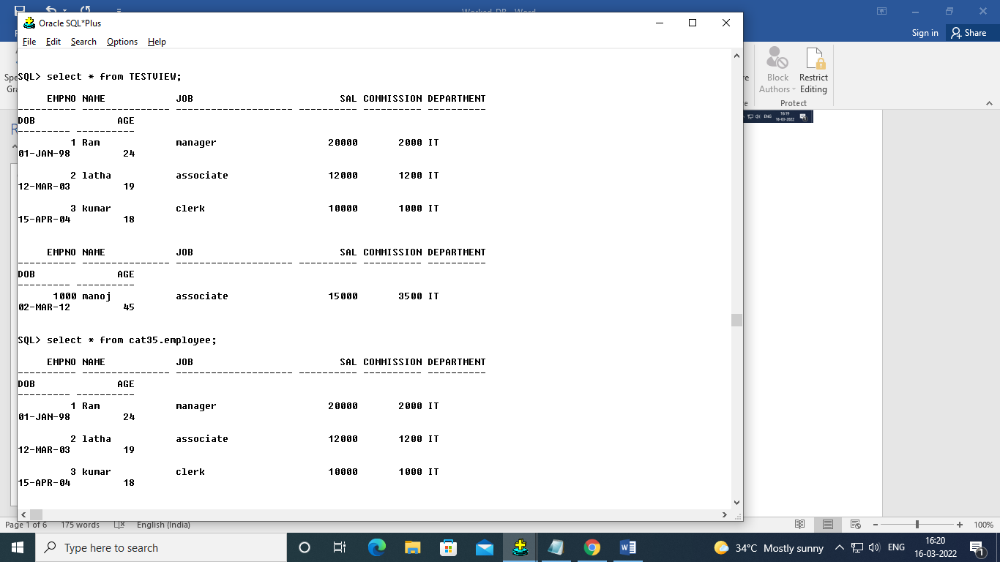 Worked_DB - Word
Oracle SQL*Plus
Sign in Share
File Edit Search Options Help
Block Authors
Restrict Editing
Protect
SQL> select * from TESTVIEW;
     EMPNO NAME            JOB                         SAL COMMISSION DEPARTMENT
---------- --------------- -------------------- ---------- ---------- ----------
DOB              AGE
--------- ----------
         1 Ram             manager                   20000       2000 IT
01-JAN-98         24
         2 latha           associate                 12000       1200 IT
12-MAR-03         19
         3 kumar           clerk                     10000       1000 IT
15-APR-04         18
     EMPNO NAME            JOB                         SAL COMMISSION DEPARTMENT
---------- --------------- -------------------- ---------- ---------- ----------
DOB              AGE
--------- ----------
      1000 manoj           associate                 15000       3500 IT
02-MAR-12         45
SQL> select * from cat35.employee;
     EMPNO NAME            JOB                         SAL COMMISSION DEPARTMENT
---------- --------------- -------------------- ---------- ---------- ----------
DOB              AGE
--------- ----------
         1 Ram             manager                   20000       2000 IT
01-JAN-98         24
         2 latha           associate                 12000       1200 IT
12-MAR-03         19
         3 kumar           clerk                     10000       1000 IT
15-APR-04         18
ENG 16:19
16-03-2022
Page 1 of 6 175 words English (India) 100%
Type here to search
34°C Mostly sunny ENG 16:20
16-03-2022 1